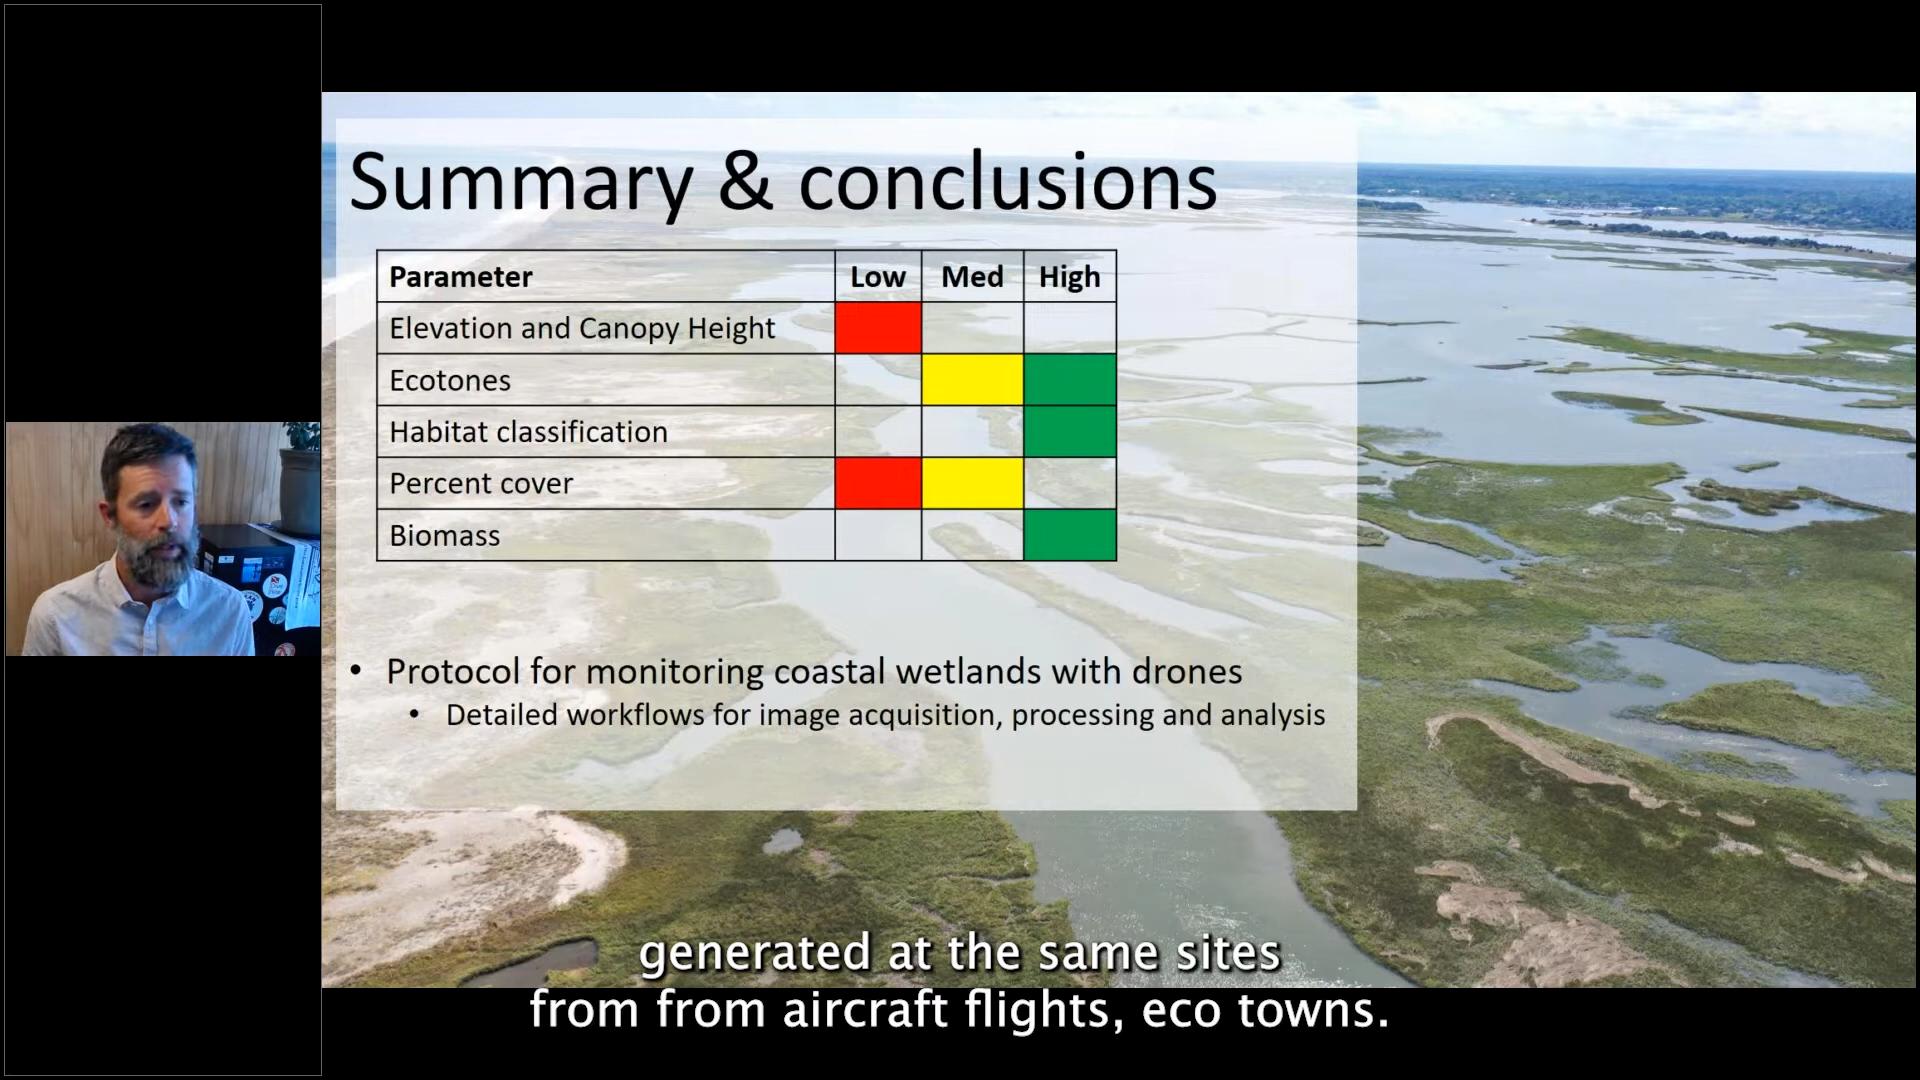 Summary & conclusions
Parameter Low Med High
Elevation and Canopy Height
Ecotones
Habitat classification
Percent cover
Biomass
• Protocol for monitoring coastal wetlands with drones
• Detailed workflows for image acquisition, processing and analysis
generated at the same sites
from from aircraft flights, eco towns.